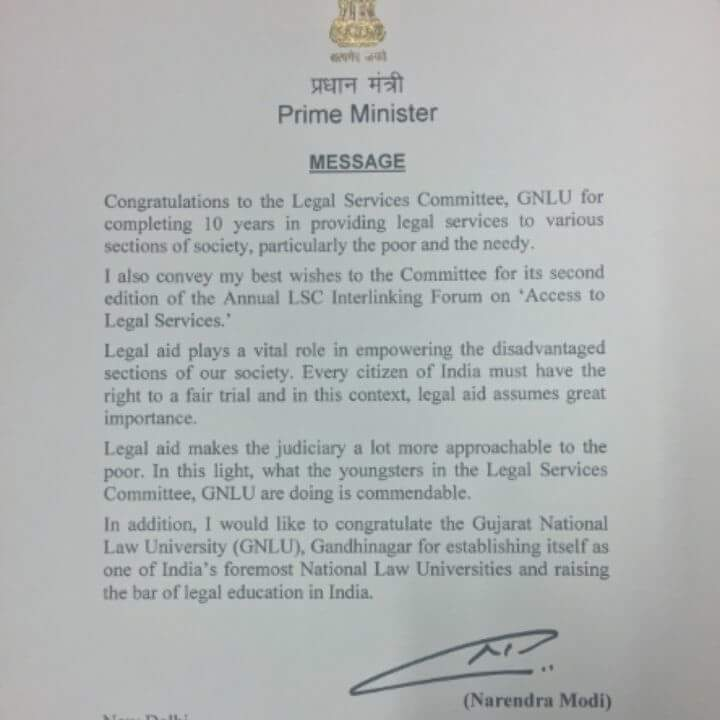 सत्यमेव जयते
प्रधान मंत्री
Prime Minister
MESSAGE
Congratulations to the Legal Services Committee, GNLU for
completing 10 years in providing legal services to various
sections of society, particularly the poor and the needy.
I also convey my best wishes to the Committee for its second
edition of the Annual LSC Interlinking Forum on ‘Access to
Legal Services.’
Legal aid plays a vital role in empowering the disadvantaged
sections of our society. Every citizen of India must have the
right to a fair trial and in this context, legal aid assumes great
importance.
Legal aid makes the judiciary a lot more approachable to the
poor. In this light, what the youngsters in the Legal Services
Committee, GNLU are doing is commendable.
In addition, I would like to congratulate the Gujarat National
Law University (GNLU), Gandhinagar for establishing itself as
one of India’s foremost National Law Universities and raising
the bar of legal education in India.
(Narendra Modi)
New Delhi